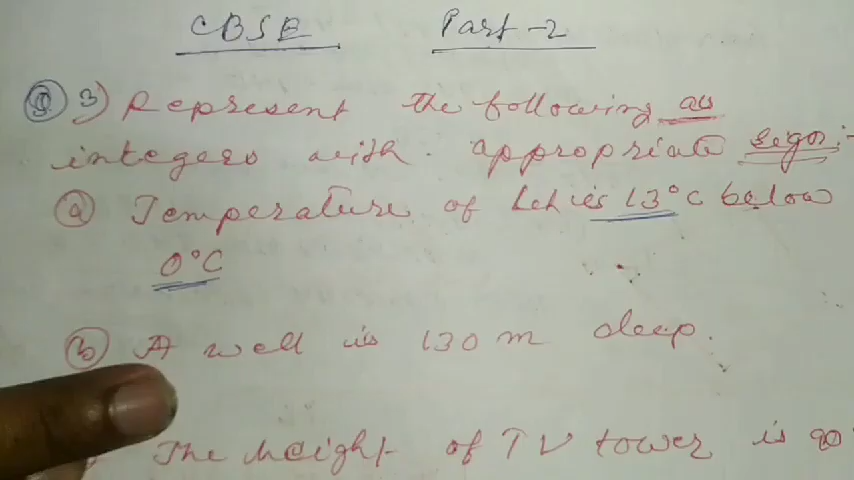 CBSE Part-2
Q 3) Represent the following as
integers with appropriate sign:-
(a) Temperature of Leh is 13°C below
0°C
(b) A well is 130 m deep.
The height of TV tower is 90